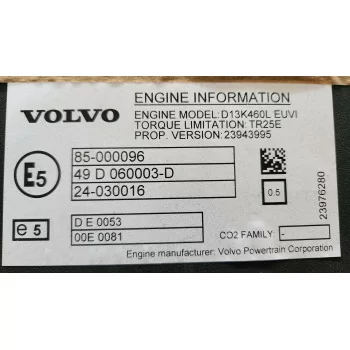 VOLVO
ENGINE INFORMATION
ENGINE MODEL: D13K460L EUVI
TORQUE LIMITATION: TR25E
PROP. VERSION: 23943995
E5
85-000096
49 D 060003-D
24-030016
0.5
23976280
e 5
D E 0053
00E 0081
CO2 FAMILY: -
Engine manufacturer: Volvo Powertrain Corporation